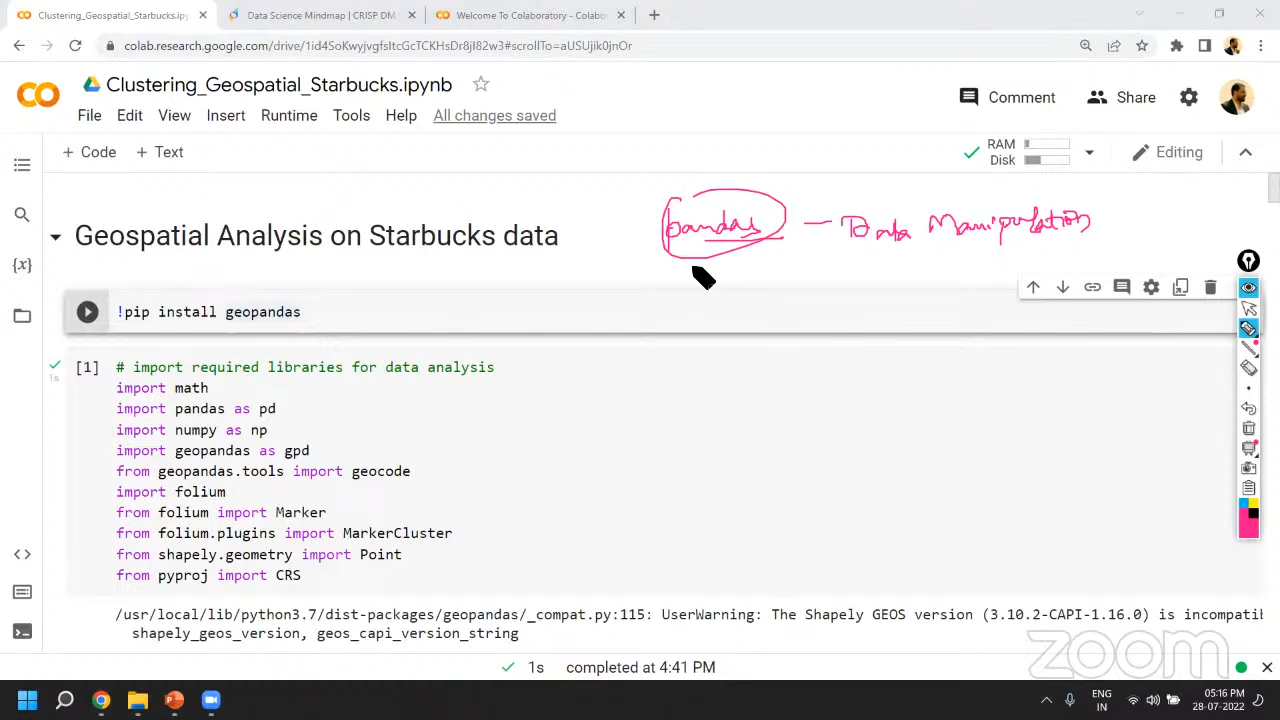 Clustering_Geospatial_Starbucks.ipyn
Data Science Mindmap | CRISP DM
Welcome To Colaboratory - Colabor
colab.research.google.com/drive/1id4SoKwyjvgfsItcGcTCKHsDr8jI82w3#scrollTo=aUSUjik0jnOr
Clustering_Geospatial_Starbucks.ipynb
Comment
Share
File Edit View Insert Runtime Tools Help All changes saved
+ Code + Text
RAM
Disk
Editing
pandas — Data Manipulation
Geospatial Analysis on Starbucks data
{x}
!pip install geopandas
[1] # import required libraries for data analysis
1s
import math
import pandas as pd
import numpy as np
import geopandas as gpd
from geopandas.tools import geocode
import folium
from folium import Marker
from folium.plugins import MarkerCluster
from shapely.geometry import Point
from pyproj import CRS
/usr/local/lib/python3.7/dist-packages/geopandas/_compat.py:115: UserWarning: The Shapely GEOS version (3.10.2-CAPI-1.16.0) is incompatib
shapely_geos_version, geos_capi_version_string
zoom
1s completed at 4:41 PM
ENG
IN
05:16 PM
28-07-2022